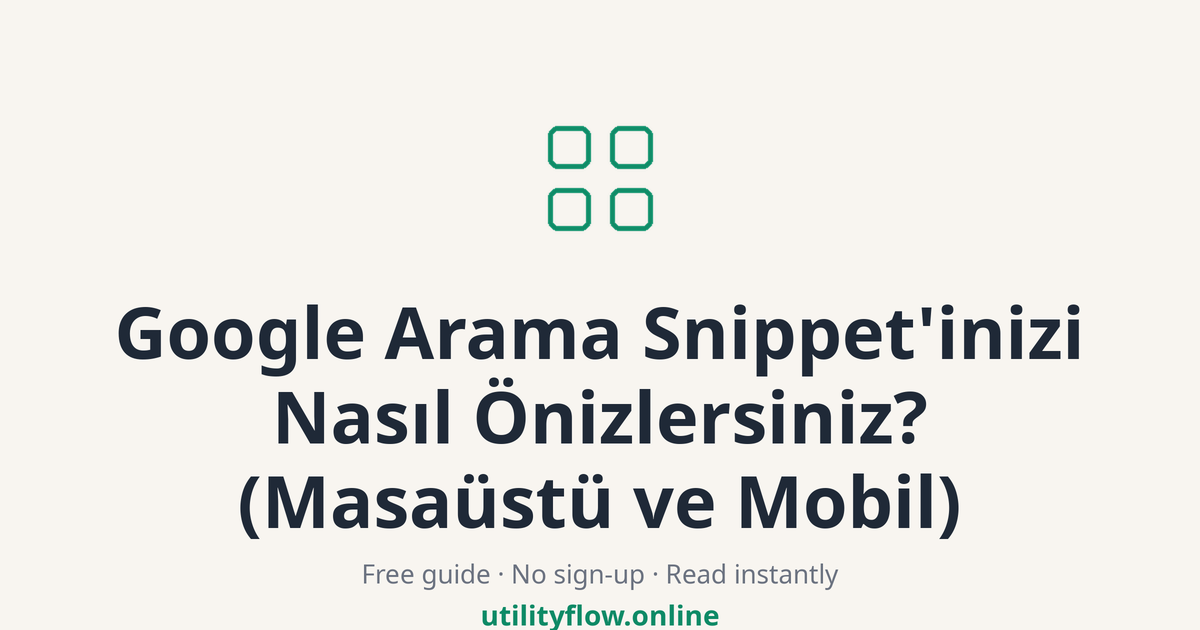 Google Arama Snippet'inizi
Nasıl Önizlersiniz?
(Masaüstü ve Mobil)
Free guide · No sign-up · Read instantly
utilityflow.online